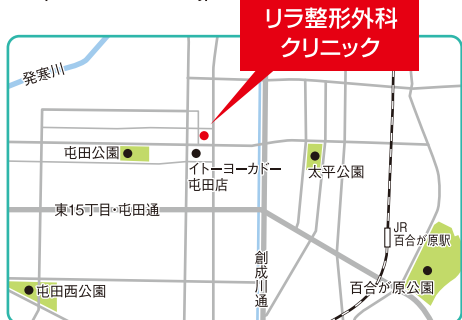 リラ整形外科
クリニック
発寒川
屯田公園
イトーヨーカドー
屯田店
太平公園
東15丁目・屯田通
JR
百合が原駅
創成川通
百合が原公園
屯田西公園